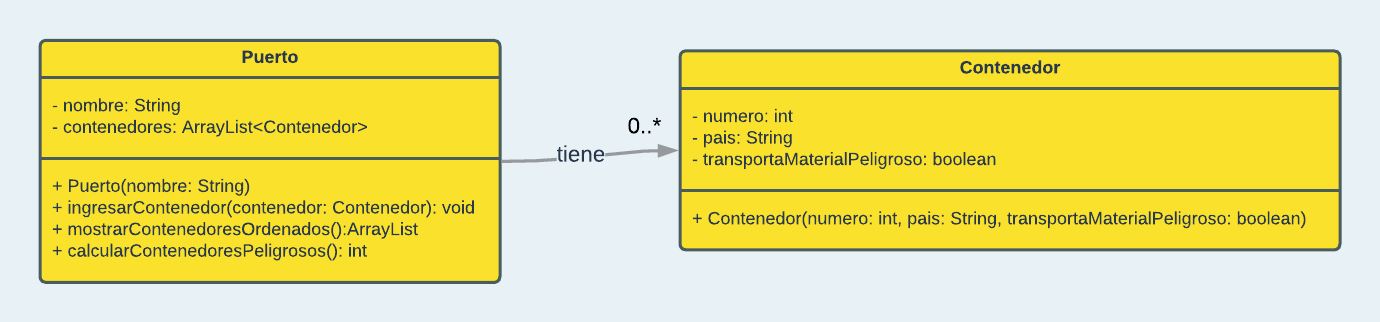 Puerto
- nombre: String
- contenedores: ArrayList<Contenedor>
+ Puerto(nombre: String)
+ ingresarContenedor(contenedor: Contenedor): void
+ mostrarContenedoresOrdenados():ArrayList
+ calcularContenedoresPeligrosos(): int
tiene
0..*
Contenedor
- numero: int
- pais: String
- transportaMaterialPeligroso: boolean
+ Contenedor(numero: int, pais: String, transportaMaterialPeligroso: boolean)